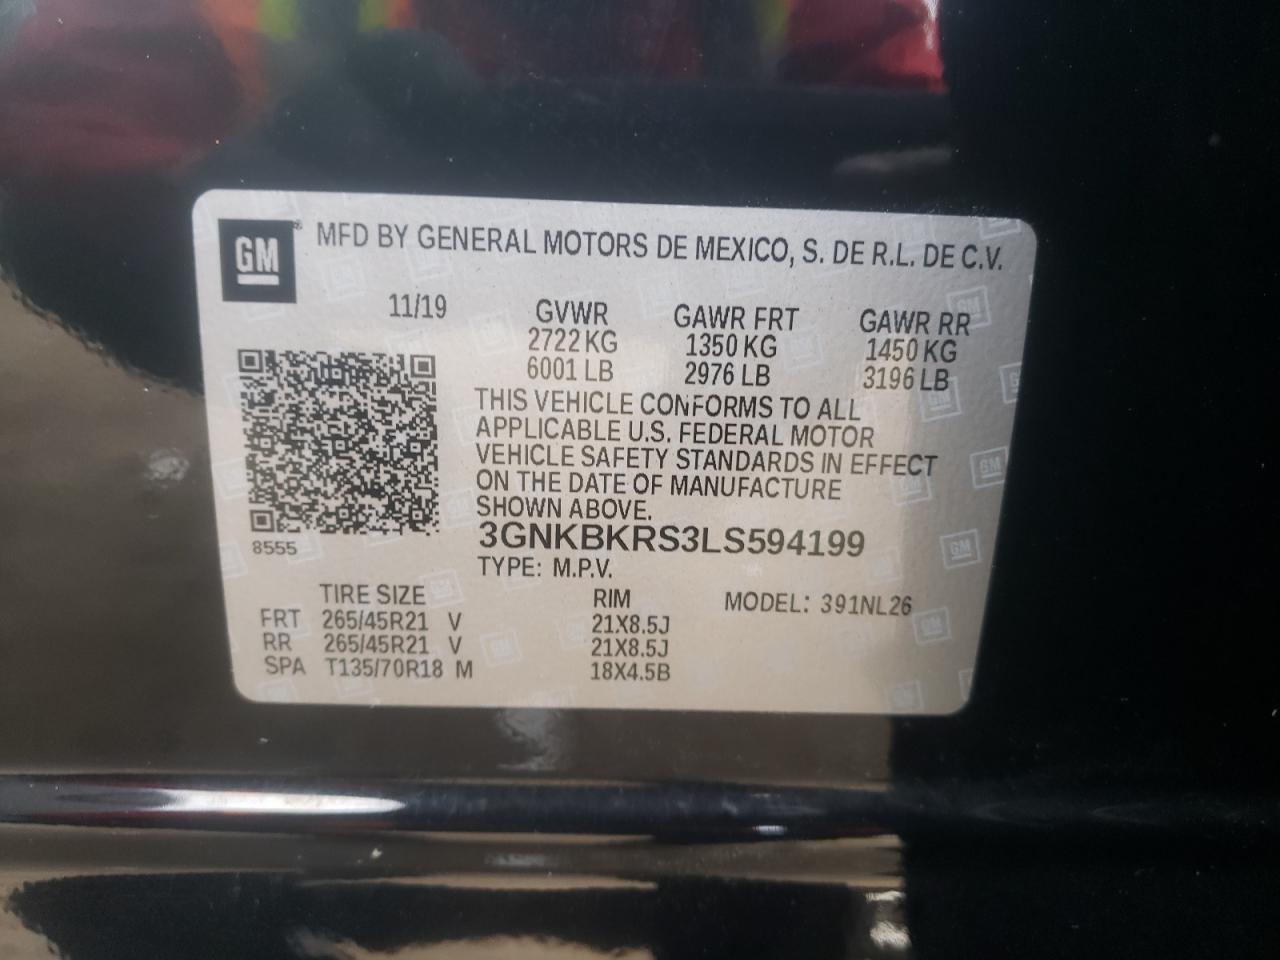 GM
MFD BY GENERAL MOTORS DE MEXICO, S. DE R.L. DE C.V.
11/19 GVWR GAWR FRT GAWR RR
2722 KG 1350 KG 1450 KG
6001 LB 2976 LB 3196 LB
THIS VEHICLE CONFORMS TO ALL
APPLICABLE U.S. FEDERAL MOTOR
VEHICLE SAFETY STANDARDS IN EFFECT
ON THE DATE OF MANUFACTURE
SHOWN ABOVE.
3GNKBKRS3LS594199
8555
TYPE: M.P.V.
TIRE SIZE RIM MODEL: 391NL26
FRT 265/45R21 V 21X8.5J
RR 265/45R21 V 21X8.5J
SPA T135/70R18 M 18X4.5B